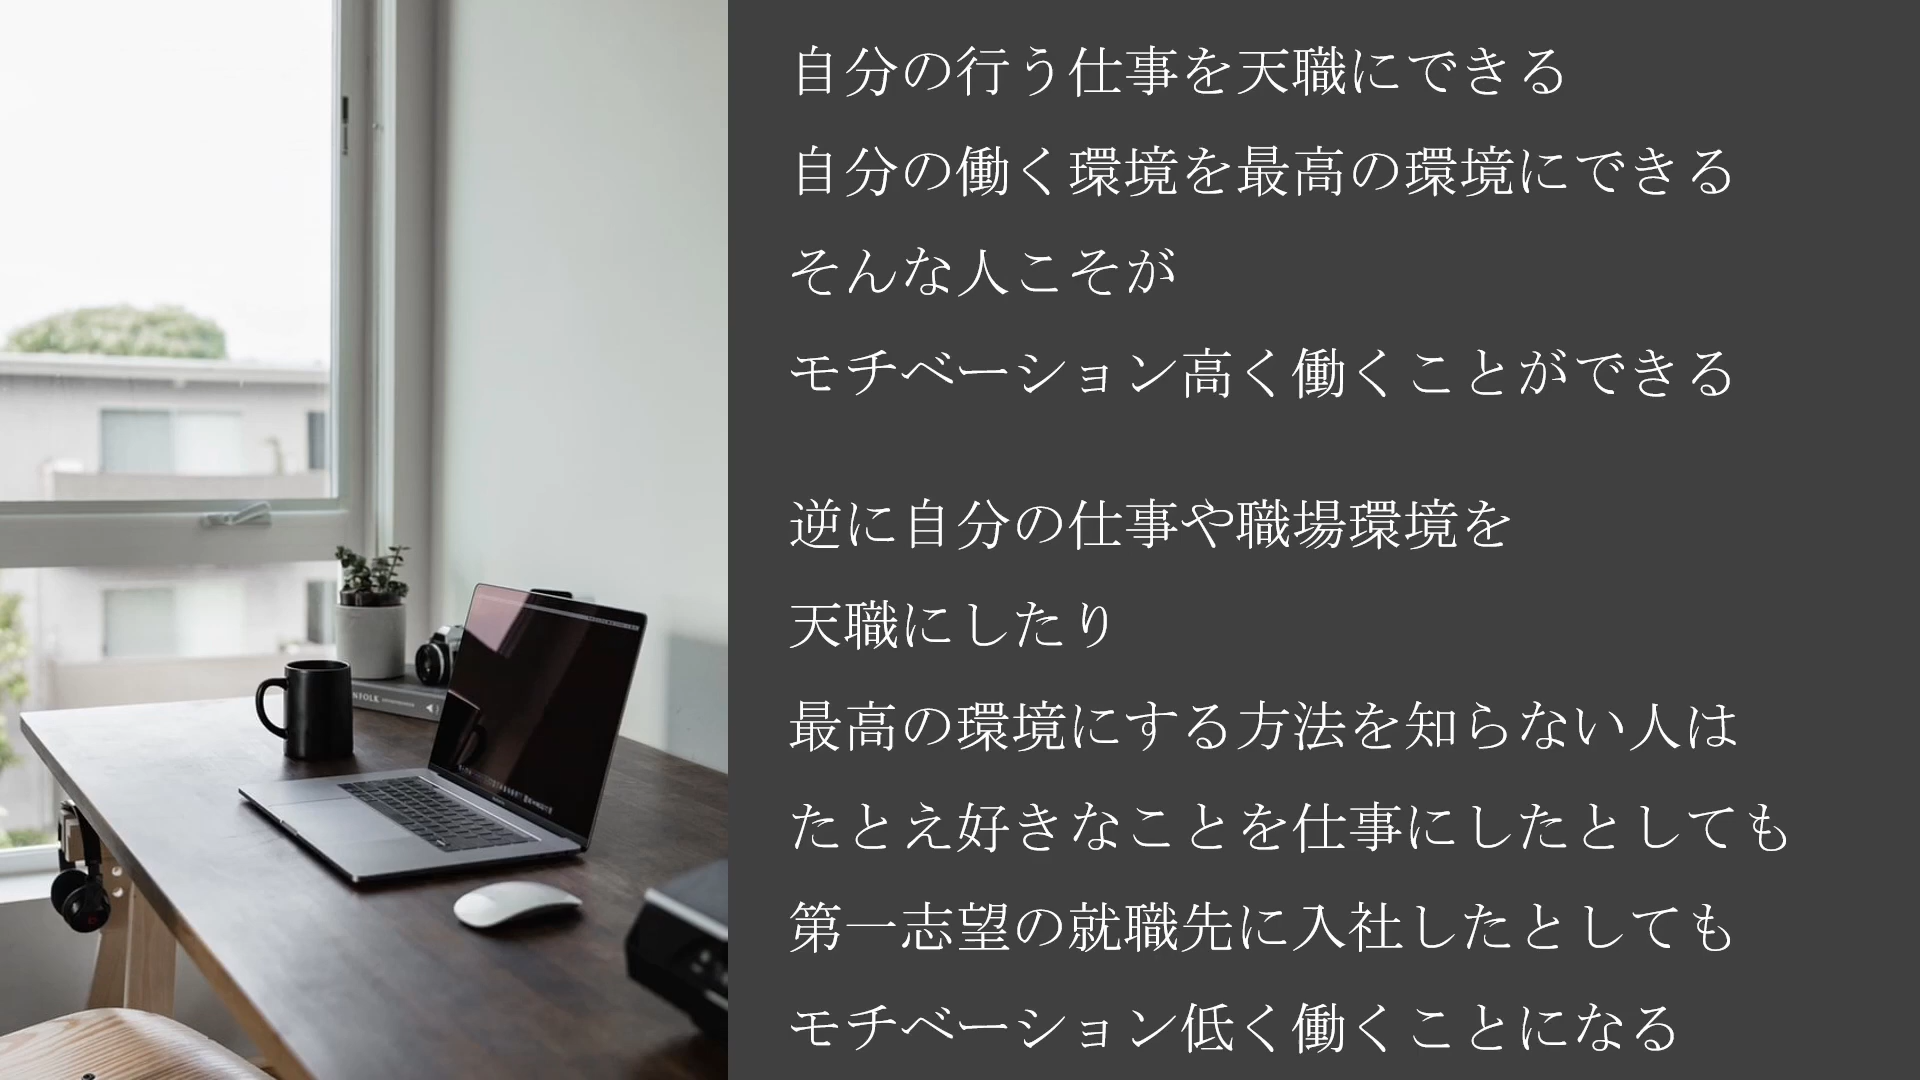 自分の行う仕事を天職にできる
自分の働く環境を最高の環境にできる
そんな人こそが
モチベーション高く働くことができる
逆に自分の仕事や職場環境を
天職にしたり
最高の環境にする方法を知らない人は
たとえ好きなことを仕事にしたとしても
第一志望の就職先に入社したとしても
モチベーション低く働くことになる